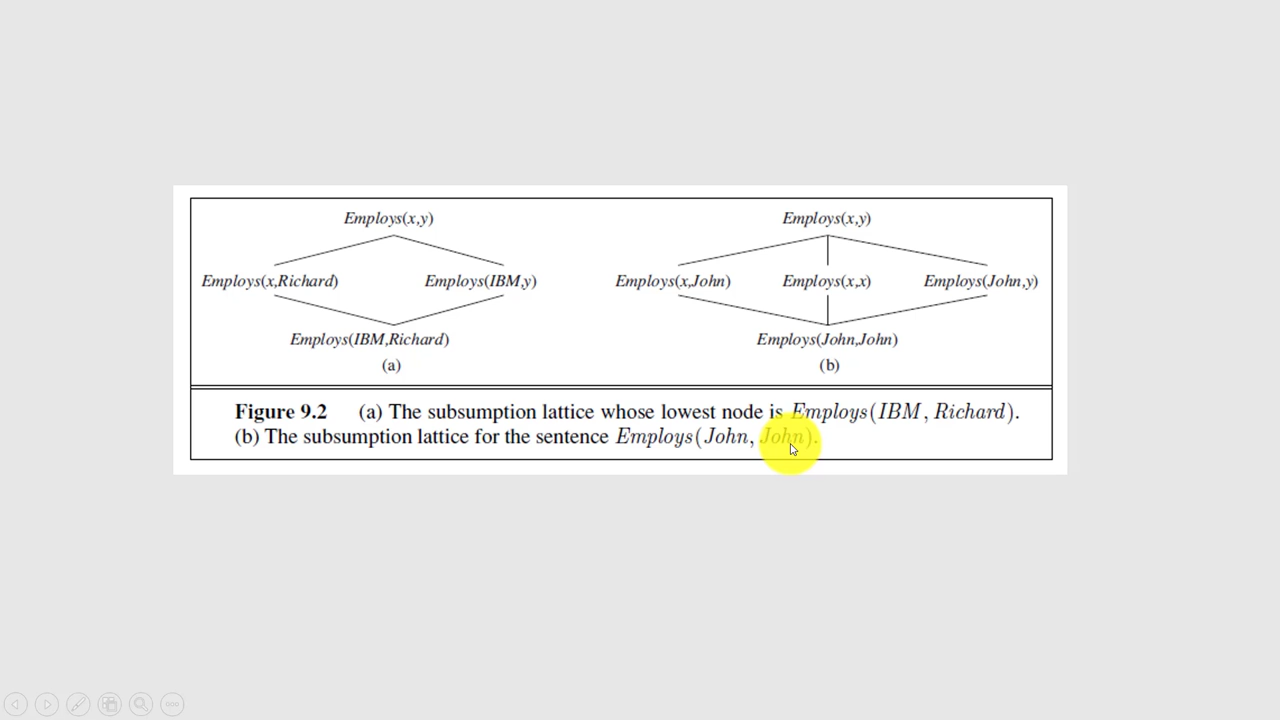 Employs(x,y)
Employs(x,Richard) Employs(IBM,y)
Employs(IBM,Richard)
(a)
Employs(x,y)
Employs(x,John) Employs(x,x) Employs(John,y)
Employs(John,John)
(b)
Figure 9.2 (a) The subsumption lattice whose lowest node is Employs(IBM, Richard).
(b) The subsumption lattice for the sentence Employs(John, John).